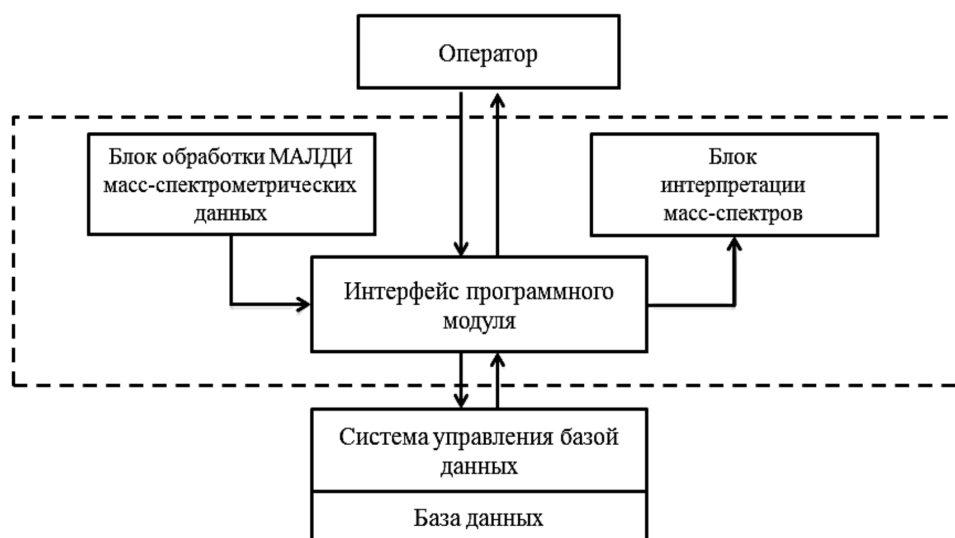 Оператор
Блок обработки МАЛДИ
масс-спектрометрических
данных
Блок
интерпретации
масс-спектров
Интерфейс программного
модуля
Система управления базой
данных
База данных